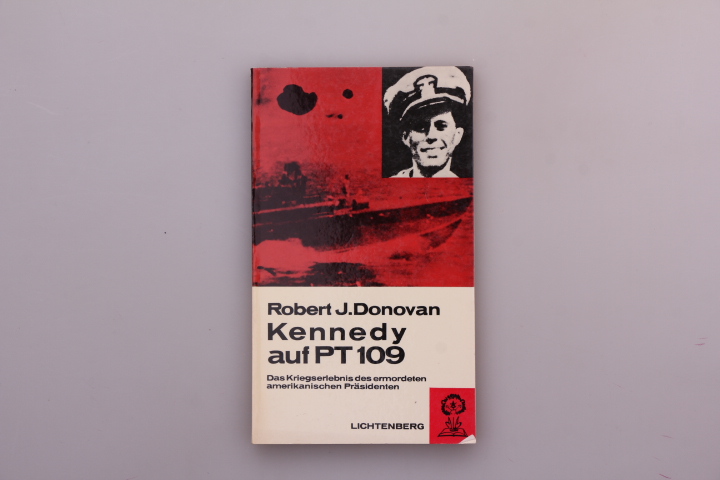 Robert J. Donovan
Kennedy
auf PT 109
Das Kriegserlebnis des ermordeten
amerikanischen Präsidenten
LICHTENBERG